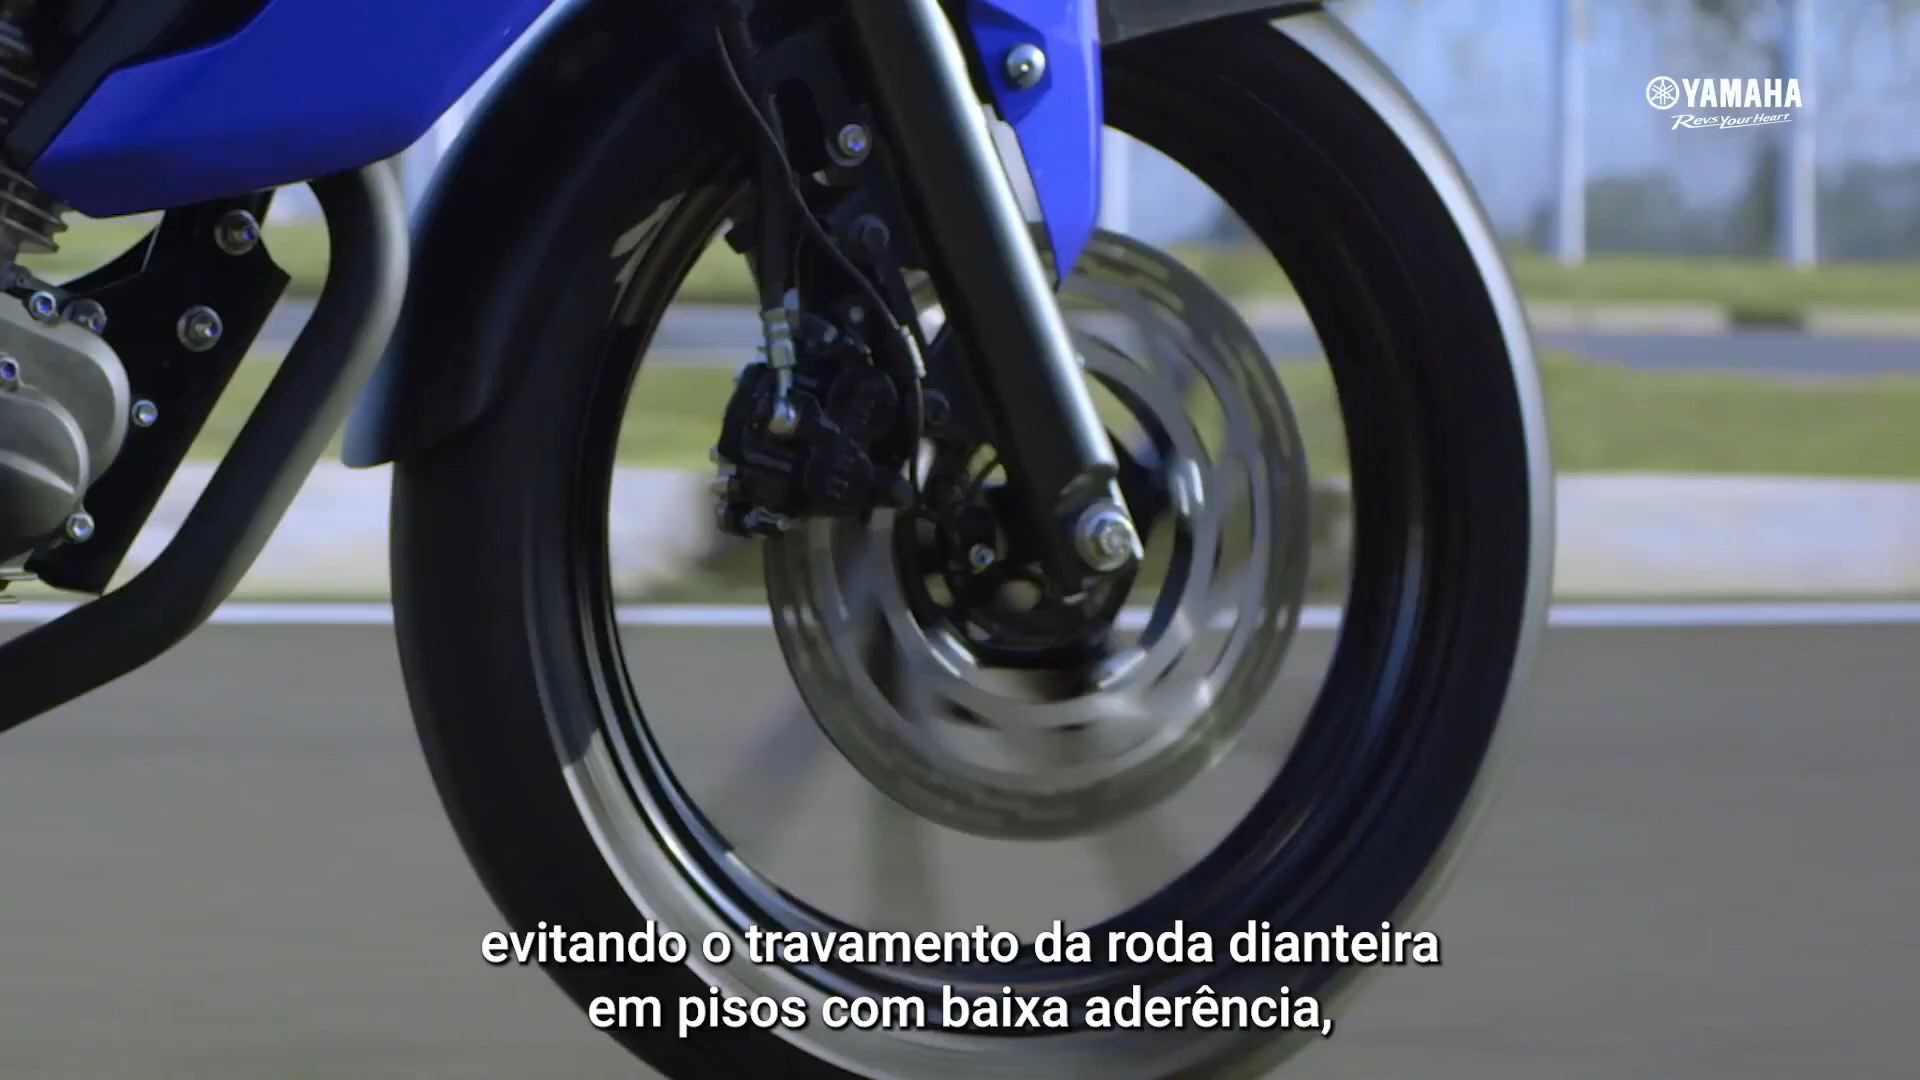 YAMAHA
Revs Your Heart
evitando o travamento da roda dianteira
em pisos com baixa aderência,